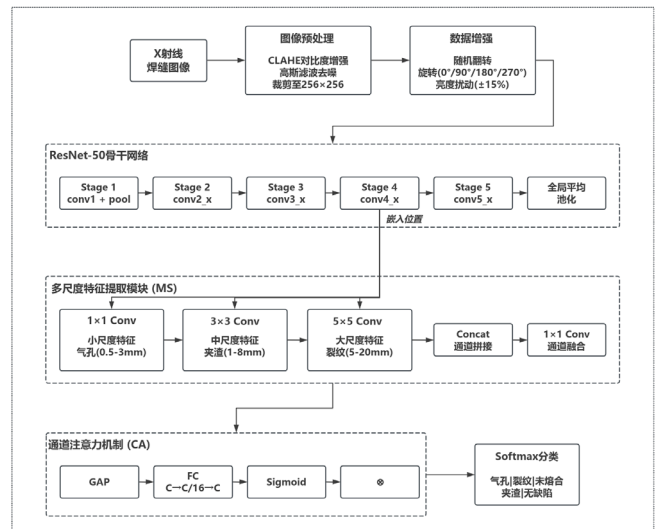 X射线
焊缝图像
图像预处理
CLAHE对比度增强
高斯滤波去噪
裁剪至256×256
数据增强
随机翻转
旋转(0°/90°/180°/270°)
亮度扰动(±15%)
ResNet-50骨干网络
Stage 1
conv1 + pool
Stage 2
conv2_x
Stage 3
conv3_x
Stage 4
conv4_x
Stage 5
conv5_x
全局平均
池化
嵌入位置
多尺度特征提取模块 (MS)
1×1 Conv
小尺度特征
气孔(0.5-3mm)
3×3 Conv
中尺度特征
夹渣(1-8mm)
5×5 Conv
大尺度特征
裂纹(5-20mm)
Concat
通道拼接
1×1 Conv
通道融合
通道注意力机制 (CA)
GAP
FC
C→C/16→C
Sigmoid
⊗
Softmax分类
气孔|裂纹|未熔合
夹渣|无缺陷